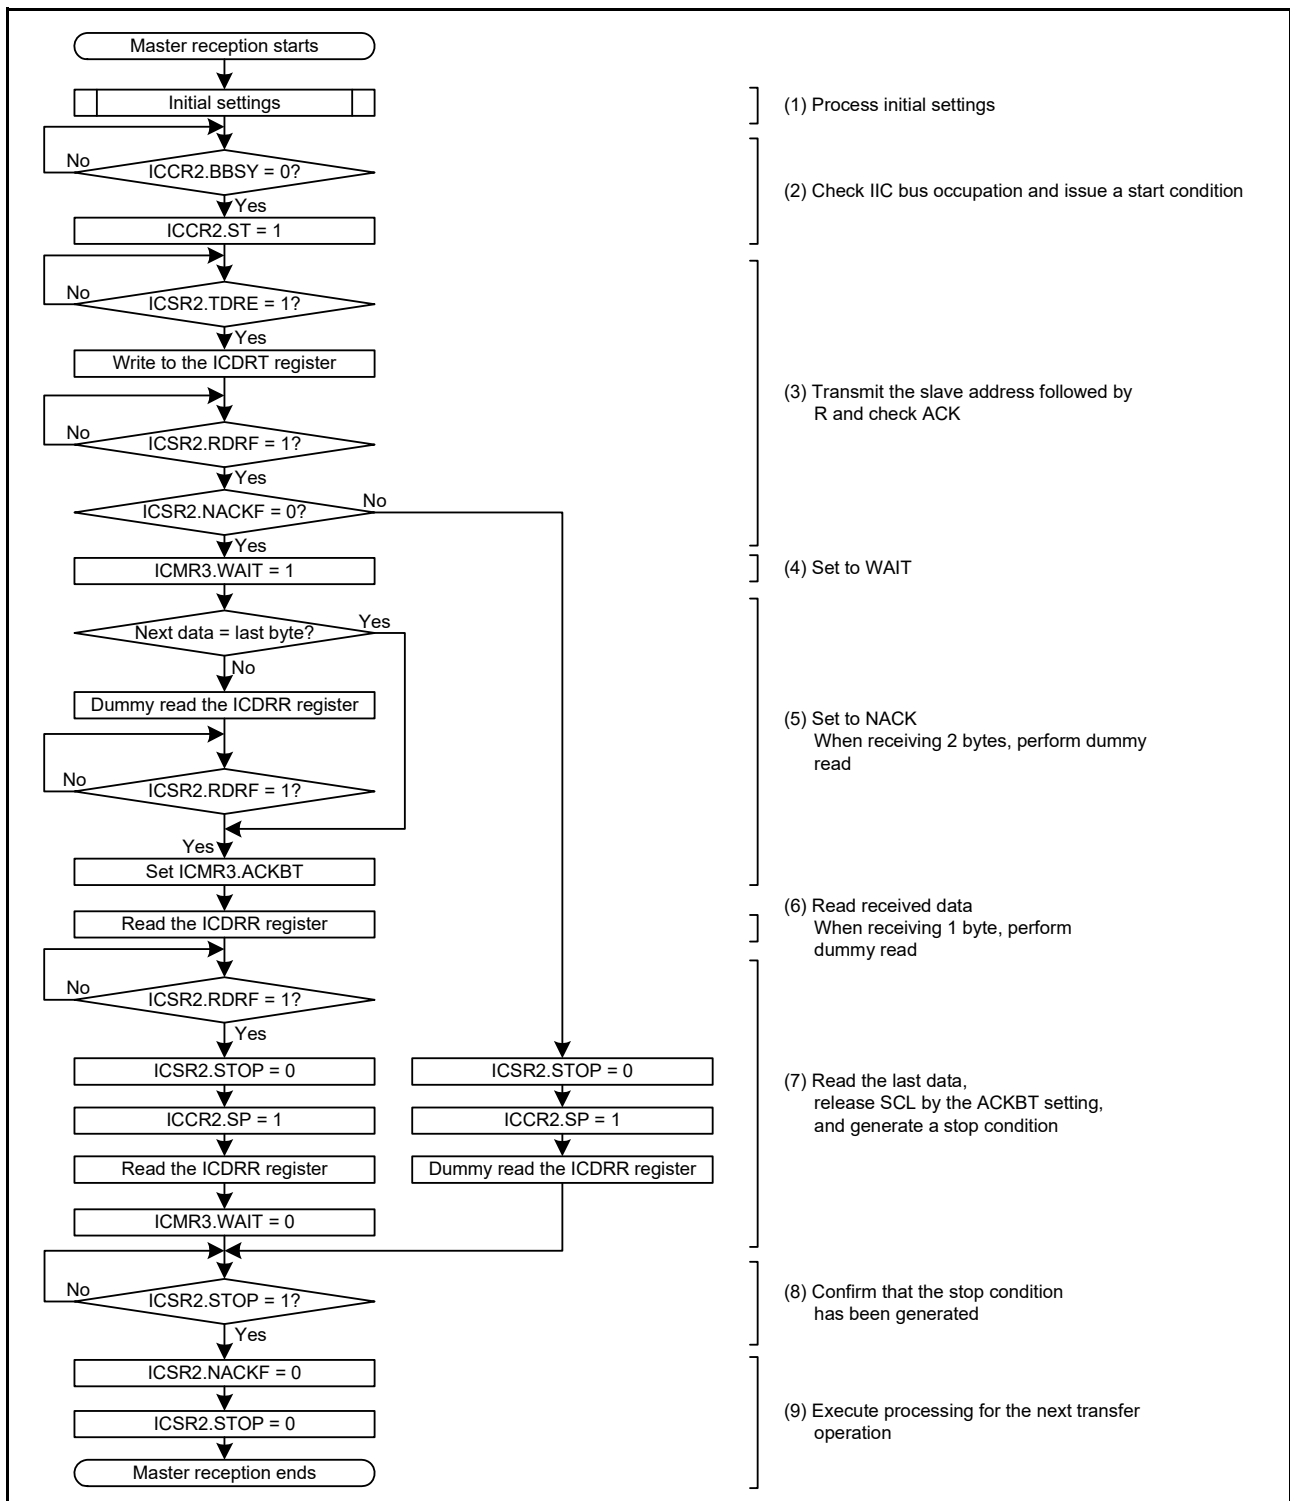 Master reception starts
Initial settings
(1) Process initial settings
No
ICCR2.BBSY = 0?
Yes
(2) Check IIC bus occupation and issue a start condition
ICCR2.ST = 1
No
ICSR2.TDRE = 1?
Yes
Write to the ICDRT register
(3) Transmit the slave address followed by
R and check ACK
No
ICSR2.RDRF = 1?
Yes
ICSR2.NACKF = 0?
No
Yes
ICMR3.WAIT = 1
(4) Set to WAIT
Next data = last byte?
Yes
No
Dummy read the ICDRR register
(5) Set to NACK
When receiving 2 bytes, perform dummy
read
No
ICSR2.RDRF = 1?
Yes
Set ICMR3.ACKBT
Read the ICDRR register
(6) Read received data
When receiving 1 byte, perform
dummy read
No
ICSR2.RDRF = 1?
Yes
ICSR2.STOP = 0
ICSR2.STOP = 0
(7) Read the last data,
release SCL by the ACKBT setting,
and generate a stop condition
ICCR2.SP = 1
ICCR2.SP = 1
Read the ICDRR register
Dummy read the ICDRR register
ICMR3.WAIT = 0
No
ICSR2.STOP = 1?
Yes
(8) Confirm that the stop condition
has been generated
ICSR2.NACKF = 0
ICSR2.STOP = 0
(9) Execute processing for the next transfer
operation
Master reception ends